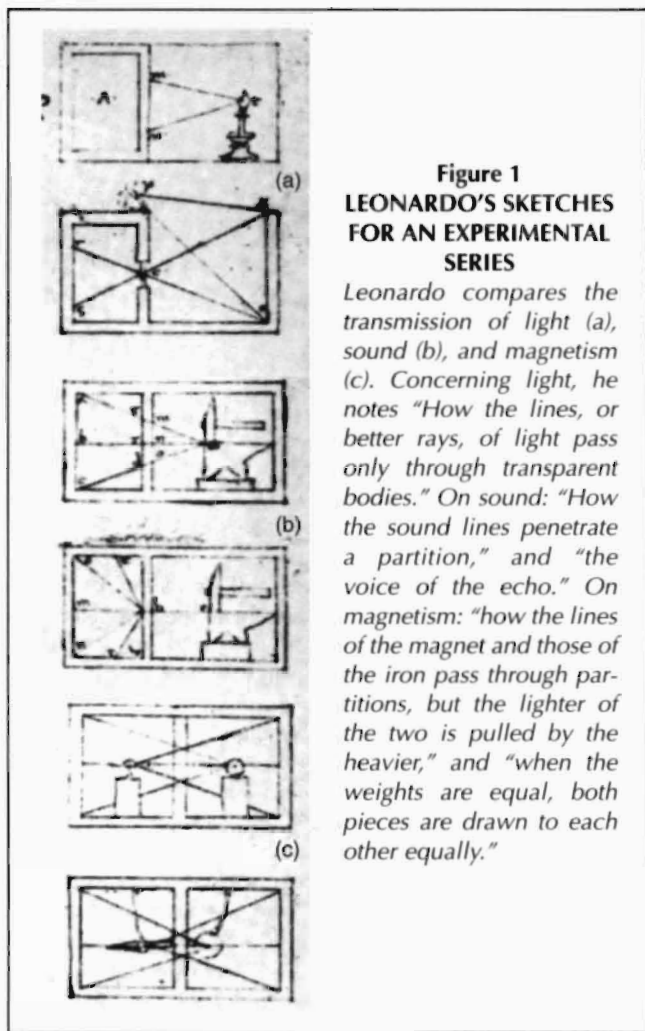 (a)
(b)
(c)
Figure 1
LEONARDO'S SKETCHES
FOR AN EXPERIMENTAL
SERIES
Leonardo compares the
transmission of light (a),
sound (b), and magnetism
(c). Concerning light, he
notes "How the lines, or
better rays, of light pass
only through transparent
bodies." On sound: "How
the sound lines penetrate
a partition," and "the
voice of the echo." On
magnetism: "how the lines
of the magnet and those of
the iron pass through par-
titions, but the lighter of
the two is pulled by the
heavier," and "when the
weights are equal, both
pieces are drawn to each
other equally."